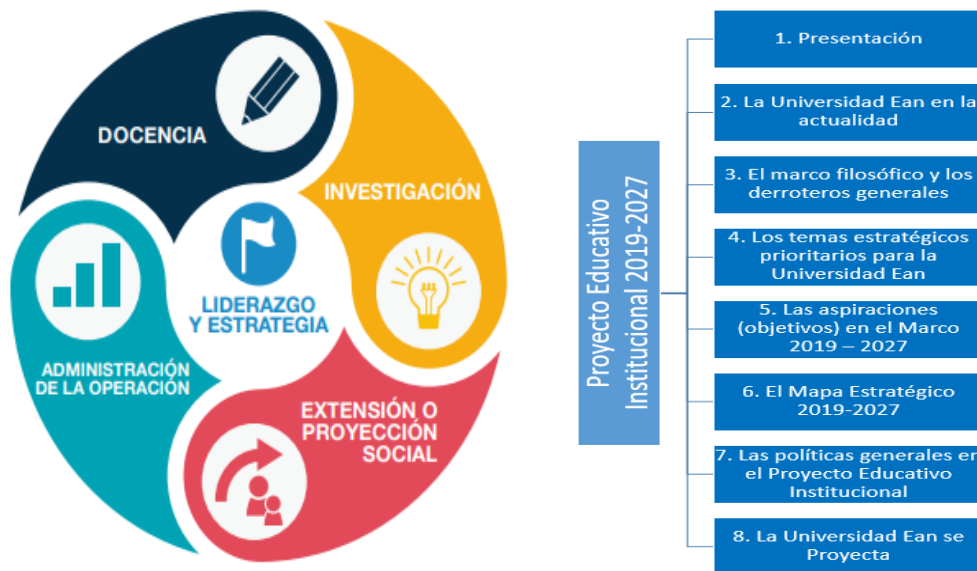 DOCENCIA
INVESTIGACIÓN
LIDERAZGO
Y ESTRATEGIA
ADMINISTRACIÓN
DE LA OPERACIÓN
EXTENSIÓN O
PROYECCIÓN
SOCIAL
Proyecto Educativo
Institucional 2019-2027
1. Presentación
2. La Universidad Ean en la
actualidad
3. El marco filosófico y los
derroteros generales
4. Los temas estratégicos
prioritarios para la
Universidad Ean
5. Las aspiraciones
(objetivos) en el Marco
2019 – 2027
6. El Mapa Estratégico
2019-2027
7. Las políticas generales en
el Proyecto Educativo
Institucional
8. La Universidad Ean se
Proyecta